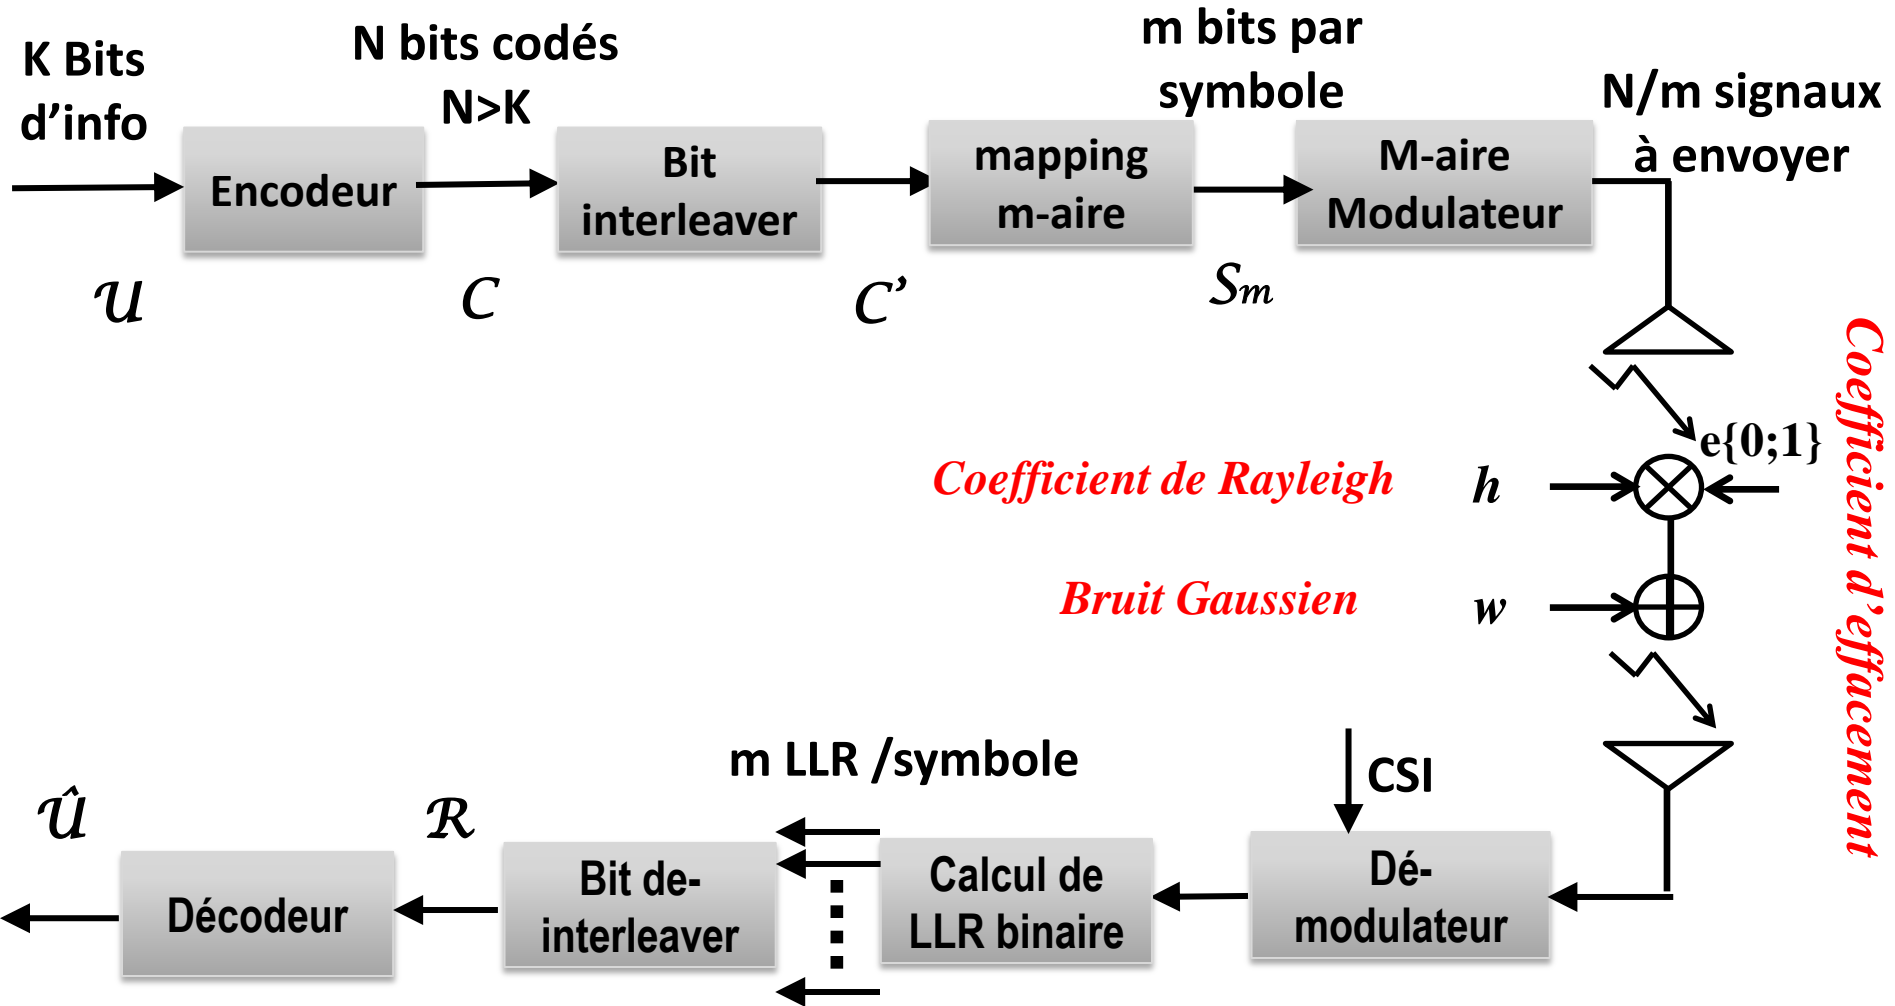 K Bits
d'info
N bits codés
N>K
m bits par
symbole
N/m signaux
à envoyer
Encodeur
Bit
interleaver
mapping
m-aire
M-aire
Modulateur
𝒰
C
C’
Sm
e{0;1}
Coefficient d’effacement
Coefficient de Rayleigh
h
Bruit Gaussien
w
m LLR /symbole
CSI
Û
ℛ
Décodeur
Bit de-
interleaver
Calcul de
LLR binaire
Dé-
modulateur